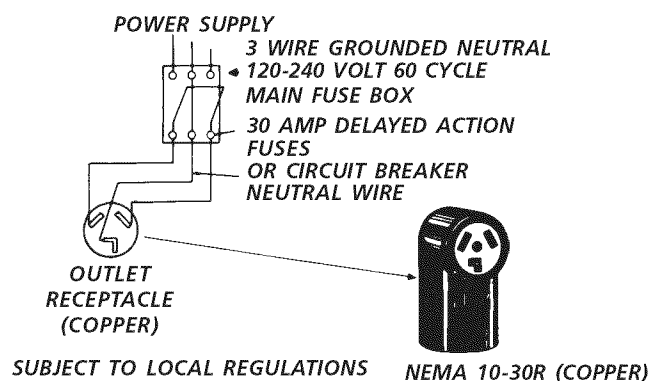 POWER SUPPLY
3 WIRE GROUNDED NEUTRAL
120-240 VOLT 60 CYCLE
MAIN FUSE BOX
30 AMP DELAYED ACTION
FUSES
OR CIRCUIT BREAKER
NEUTRAL WIRE
OUTLET
RECEPTACLE
(COPPER)
SUBJECT TO LOCAL REGULATIONS
NEMA 10-30R (COPPER)